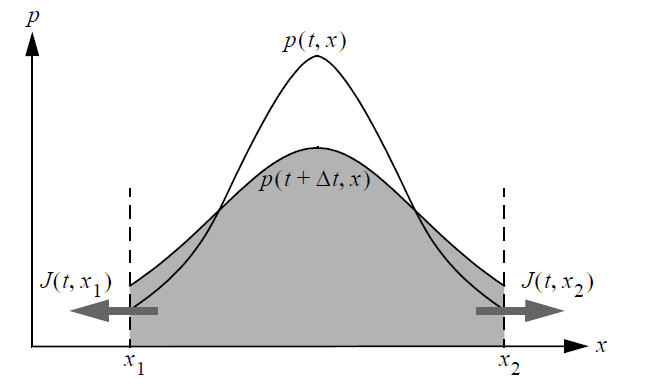 p
p(t, x)
p(t + Δt, x)
J(t, x₁)
J(t, x₂)
x
x₁
x₂